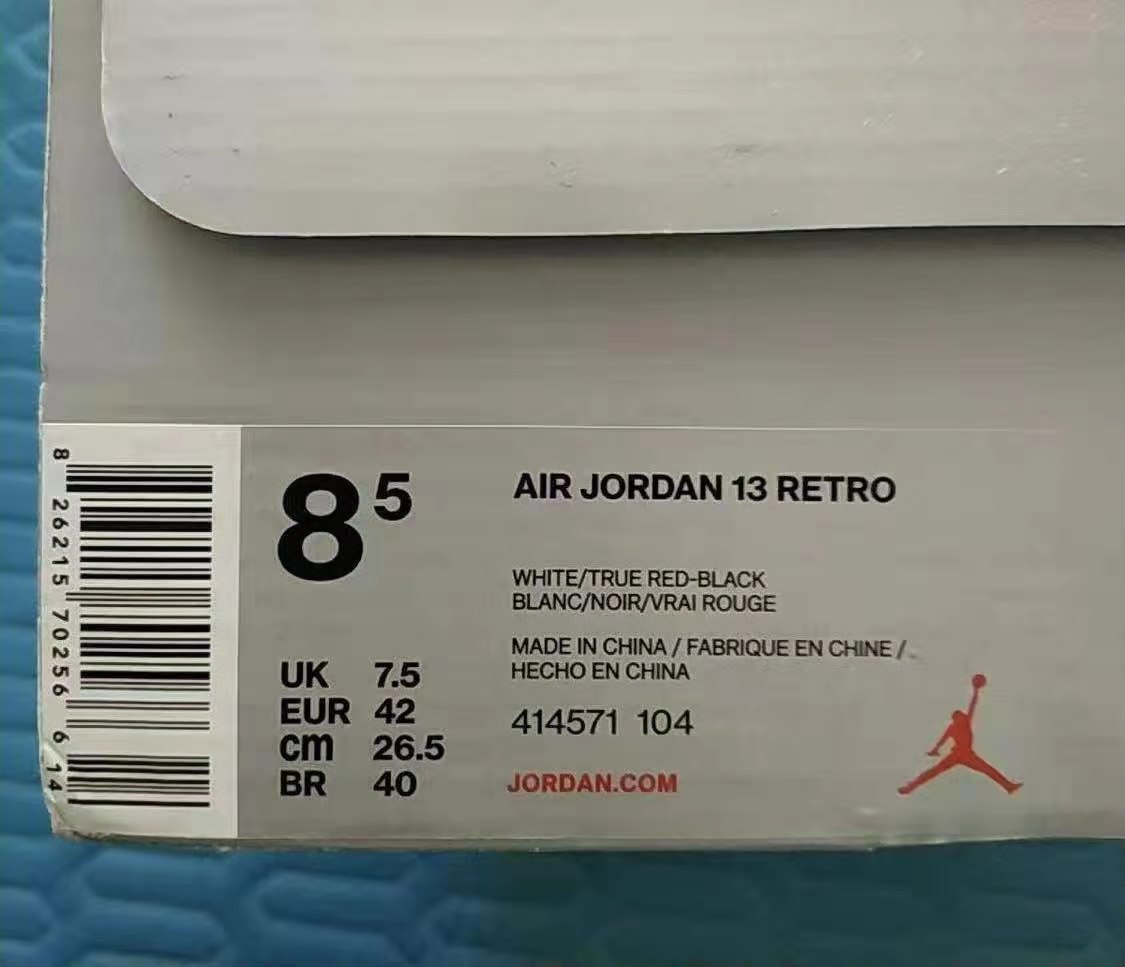 8 26215 70256 6 14
8 5
AIR JORDAN 13 RETRO
WHITE/TRUE RED-BLACK
BLANC/NOIR/VRAI ROUGE
MADE IN CHINA / FABRIQUE EN CHINE /
HECHO EN CHINA
UK 7.5
EUR 42
cm 26.5
BR 40
414571 104
JORDAN.COM